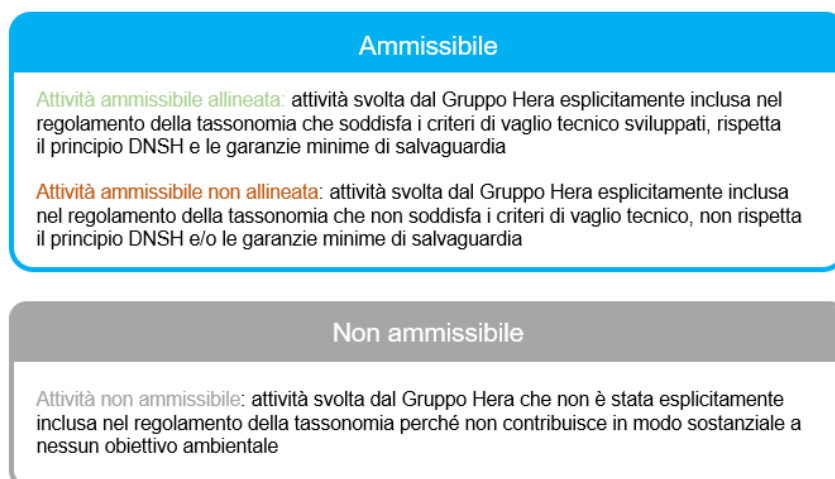 Ammissibile
Attività ammissibile allineata: attività svolta dal Gruppo Hera esplicitamente inclusa nel
regolamento della tassonomia che soddisfa i criteri di vaglio tecnico sviluppati, rispetta
il principio DNSH e le garanzie minime di salvaguardia
Attività ammissibile non allineata: attività svolta dal Gruppo Hera esplicitamente inclusa
nel regolamento della tassonomia che non soddisfa i criteri di vaglio tecnico, non rispetta
il principio DNSH e/o le garanzie minime di salvaguardia
Non ammissibile
Attività non ammissibile: attività svolta dal Gruppo Hera che non è stata esplicitamente
inclusa nel regolamento della tassonomia perché non contribuisce in modo sostanziale a
nessun obiettivo ambientale